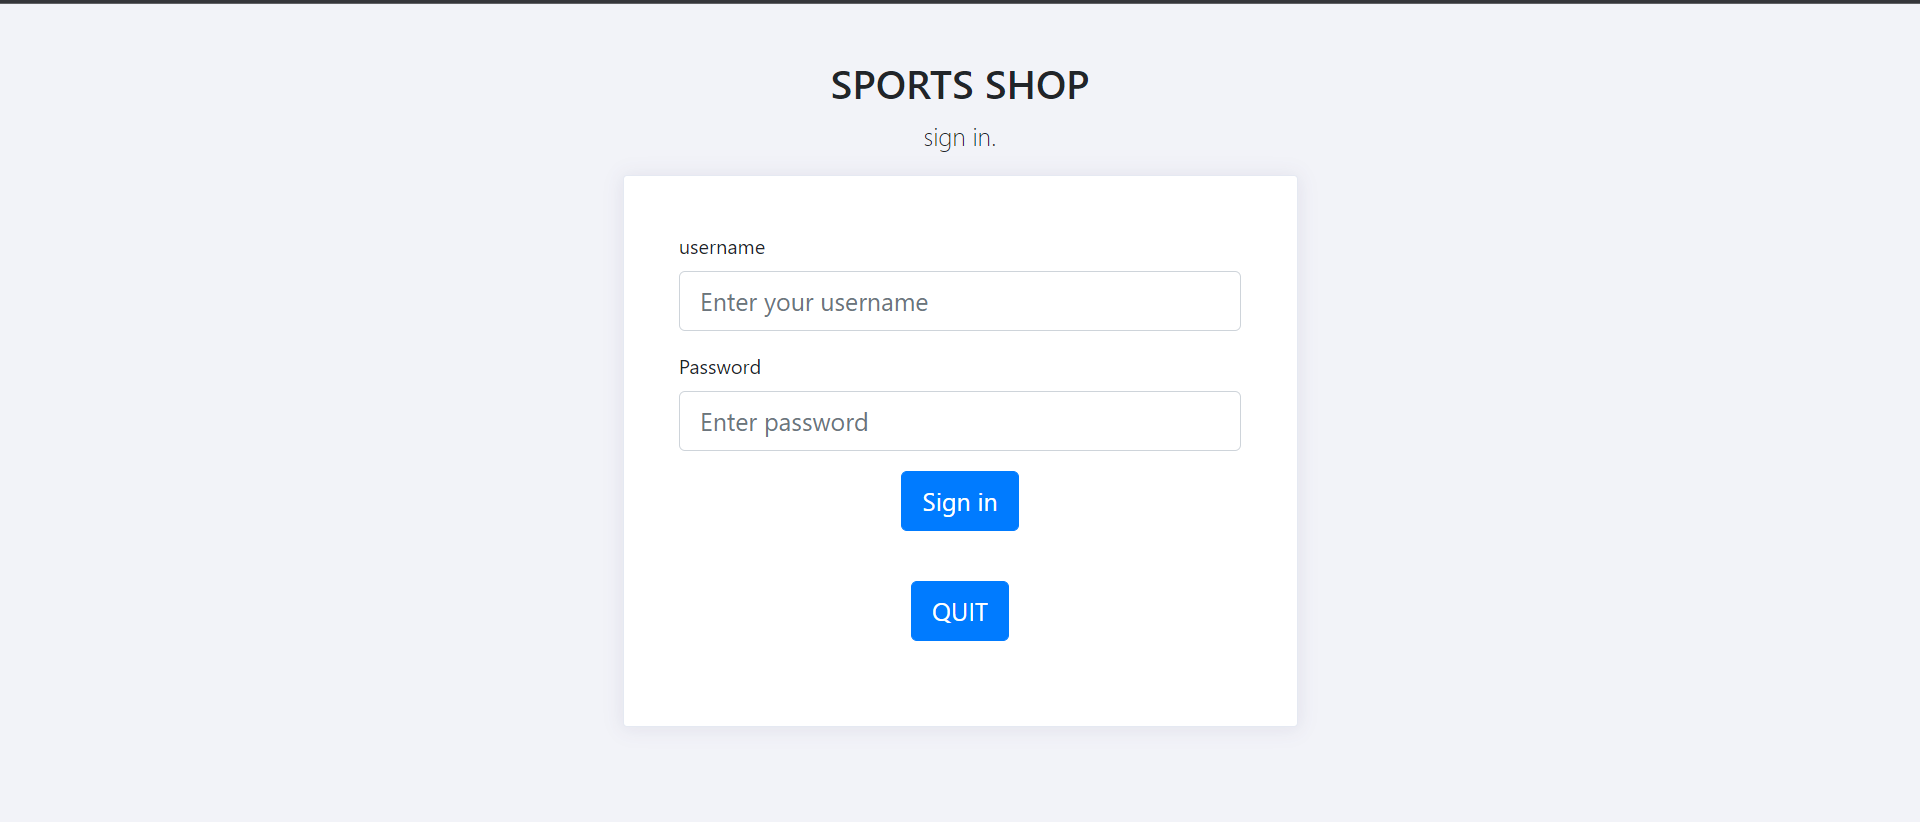 SPORTS SHOP
sign in.
username
Enter your username
Password
Enter password
Sign in
QUIT